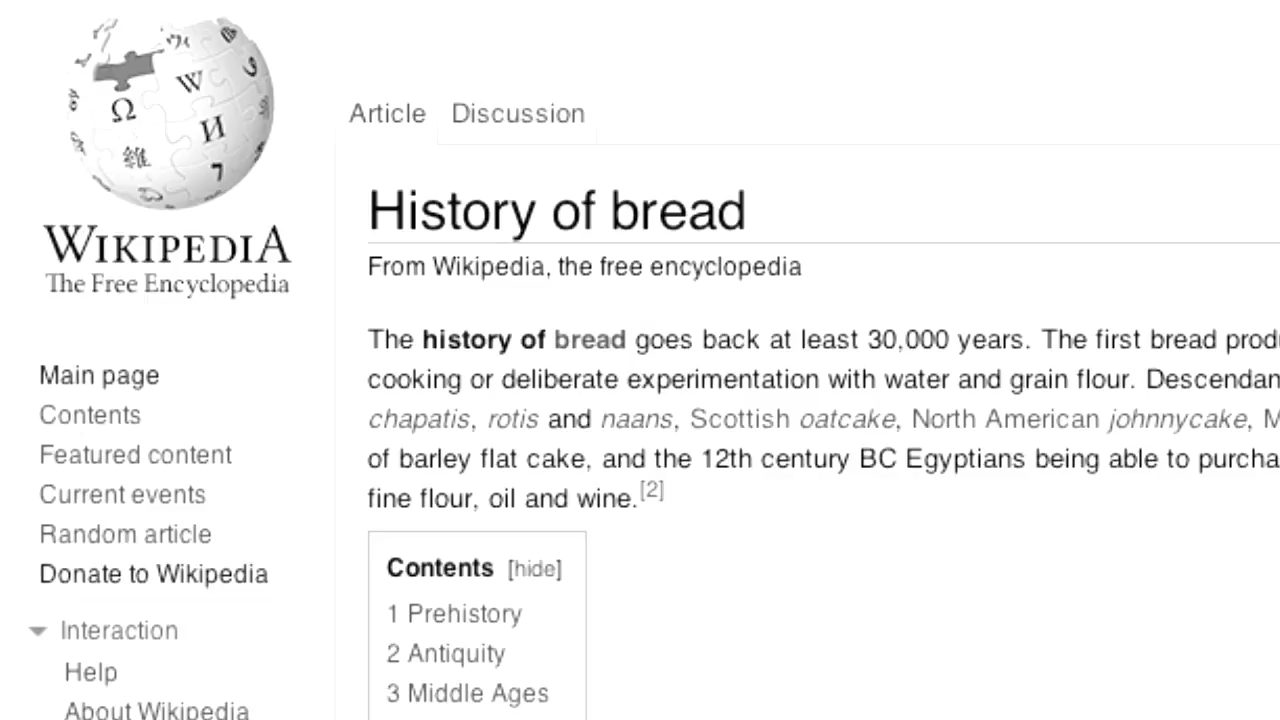 Ω W И 維 7
WIKIPEDIA
The Free Encyclopedia
Main page
Contents
Featured content
Current events
Random article
Donate to Wikipedia
Interaction
Help
About Wikipedia
Article Discussion
History of bread
From Wikipedia, the free encyclopedia
The history of bread goes back at least 30,000 years. The first bread
cooking or deliberate experimentation with water and grain flour.
chapatis, rotis and naans, Scottish oatcake, North American johnnycake,
of barley flat cake, and the 12th century BC Egyptians being able to
fine flour, oil and wine.[2]
Contents [hide]
1 Prehistory
2 Antiquity
3 Middle Ages